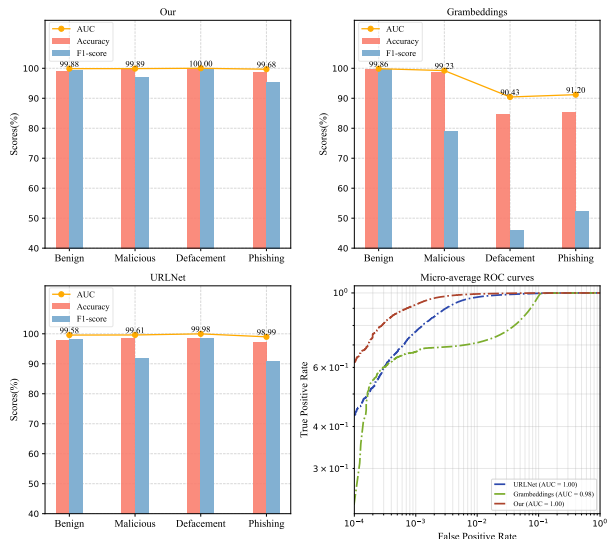 Our
AUC
Accuracy
F1-score
99.88 99.89 100.00 99.68
100
90
80
70
60
50
40
Scores(%)
Benign Malicious Defacement Phishing
Grambeddings
AUC
Accuracy
F1-score
99.86 99.23 90.43 91.20
100
90
80
70
60
50
40
Scores(%)
Benign Malicious Defacement Phishing
URLNet
AUC
Accuracy
F1-score
99.58 99.61 99.98 98.99
100
90
80
70
60
50
40
Scores(%)
Benign Malicious Defacement Phishing
Micro-average ROC curves
10⁰
6 × 10⁻¹
4 × 10⁻¹
3 × 10⁻¹
True Positive Rate
URLNet (AUC = 1.00)
Grambeddings (AUC = 0.98)
Our (AUC = 1.00)
10⁻⁴ 10⁻³ 10⁻² 10⁻¹ 10⁰
False Positive Rate